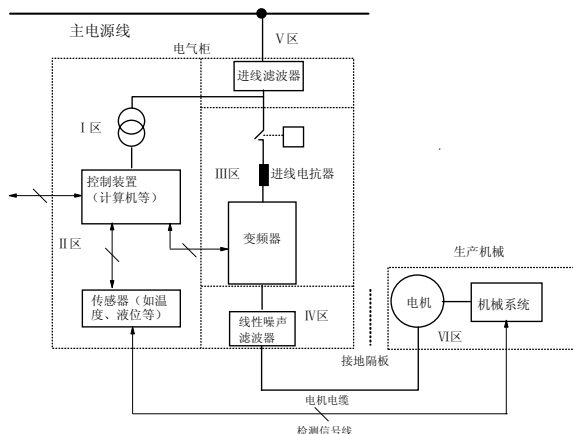 主电源线
V区
电气柜
进线滤波器
I区
III区
进线电抗器
控制装置
（计算机等）
变频器
II区
生产机械
传感器（如温
度、液位等）
线性噪声
滤波器
IV区
电机
机械系统
VI区
接地隔板
电机电缆
检测信号线